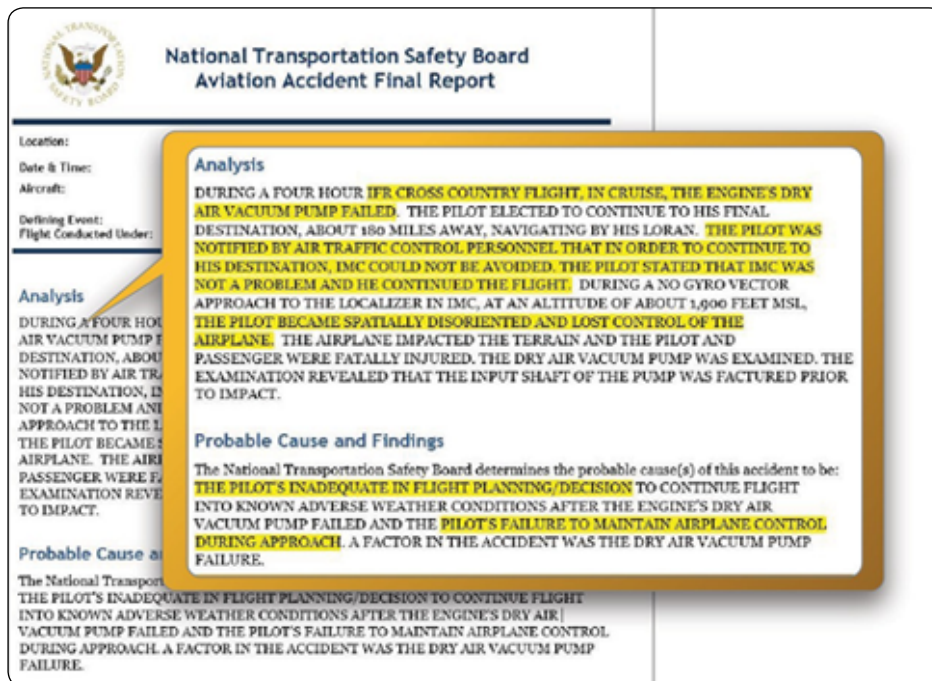 NATIONAL TRANSPORTATION
SAFETY BOARD
National Transportation Safety Board
Aviation Accident Final Report
Location:
Date & Time:
Aircraft:
Defining Event:
Flight Conducted Under:
Analysis
DURING A FOUR HOU
AIR VACUUM PUMP F
DESTINATION, ABOU
NOTIFIED BY AIR TRA
HIS DESTINATION, I
NOT A PROBLEM AN
APPROACH TO THE L
THE PILOT BECAME S
AIRPLANE. THE AIR
PASSENGER WERE F
EXAMINATION REVE
TO IMPACT.
Probable Cause a
The National Transport
THE PILOT'S INADEQUATE IN FLIGHT PLANNING/DECISION TO CONTINUE FLIGHT
INTO KNOWN ADVERSE WEATHER CONDITIONS AFTER THE ENGINE'S DRY AIR
VACUUM PUMP FAILED AND THE PILOT'S FAILURE TO MAINTAIN AIRPLANE CONTROL
DURING APPROACH. A FACTOR IN THE ACCIDENT WAS THE DRY AIR VACUUM PUMP
FAILURE.
Analysis
DURING A FOUR HOUR IFR CROSS COUNTRY FLIGHT, IN CRUISE, THE ENGINE'S DRY
AIR VACUUM PUMP FAILED. THE PILOT ELECTED TO CONTINUE TO HIS FINAL
DESTINATION, ABOUT 180 MILES AWAY, NAVIGATING BY HIS LORAN. THE PILOT WAS
NOTIFIED BY AIR TRAFFIC CONTROL PERSONNEL THAT IN ORDER TO CONTINUE TO
HIS DESTINATION, IMC COULD NOT BE AVOIDED. THE PILOT STATED THAT IMC WAS
NOT A PROBLEM AND HE CONTINUED THE FLIGHT. DURING A NO GYRO VECTOR
APPROACH TO THE LOCALIZER IN IMC, AT AN ALTITUDE OF ABOUT 1,900 FEET MSL,
THE PILOT BECAME SPATIALLY DISORIENTED AND LOST CONTROL OF THE
AIRPLANE. THE AIRPLANE IMPACTED THE TERRAIN AND THE PILOT AND
PASSENGER WERE FATALLY INJURED. THE DRY AIR VACUUM PUMP WAS EXAMINED. THE
EXAMINATION REVEALED THAT THE INPUT SHAFT OF THE PUMP WAS FACTURED PRIOR
TO IMPACT.
Probable Cause and Findings
The National Transportation Safety Board determines the probable cause(s) of this accident to be:
THE PILOT'S INADEQUATE IN FLIGHT PLANNING/DECISION TO CONTINUE FLIGHT
INTO KNOWN ADVERSE WEATHER CONDITIONS AFTER THE ENGINE'S DRY AIR
VACUUM PUMP FAILED AND THE PILOT'S FAILURE TO MAINTAIN AIRPLANE CONTROL
DURING APPROACH. A FACTOR IN THE ACCIDENT WAS THE DRY AIR VACUUM PUMP
FAILURE.